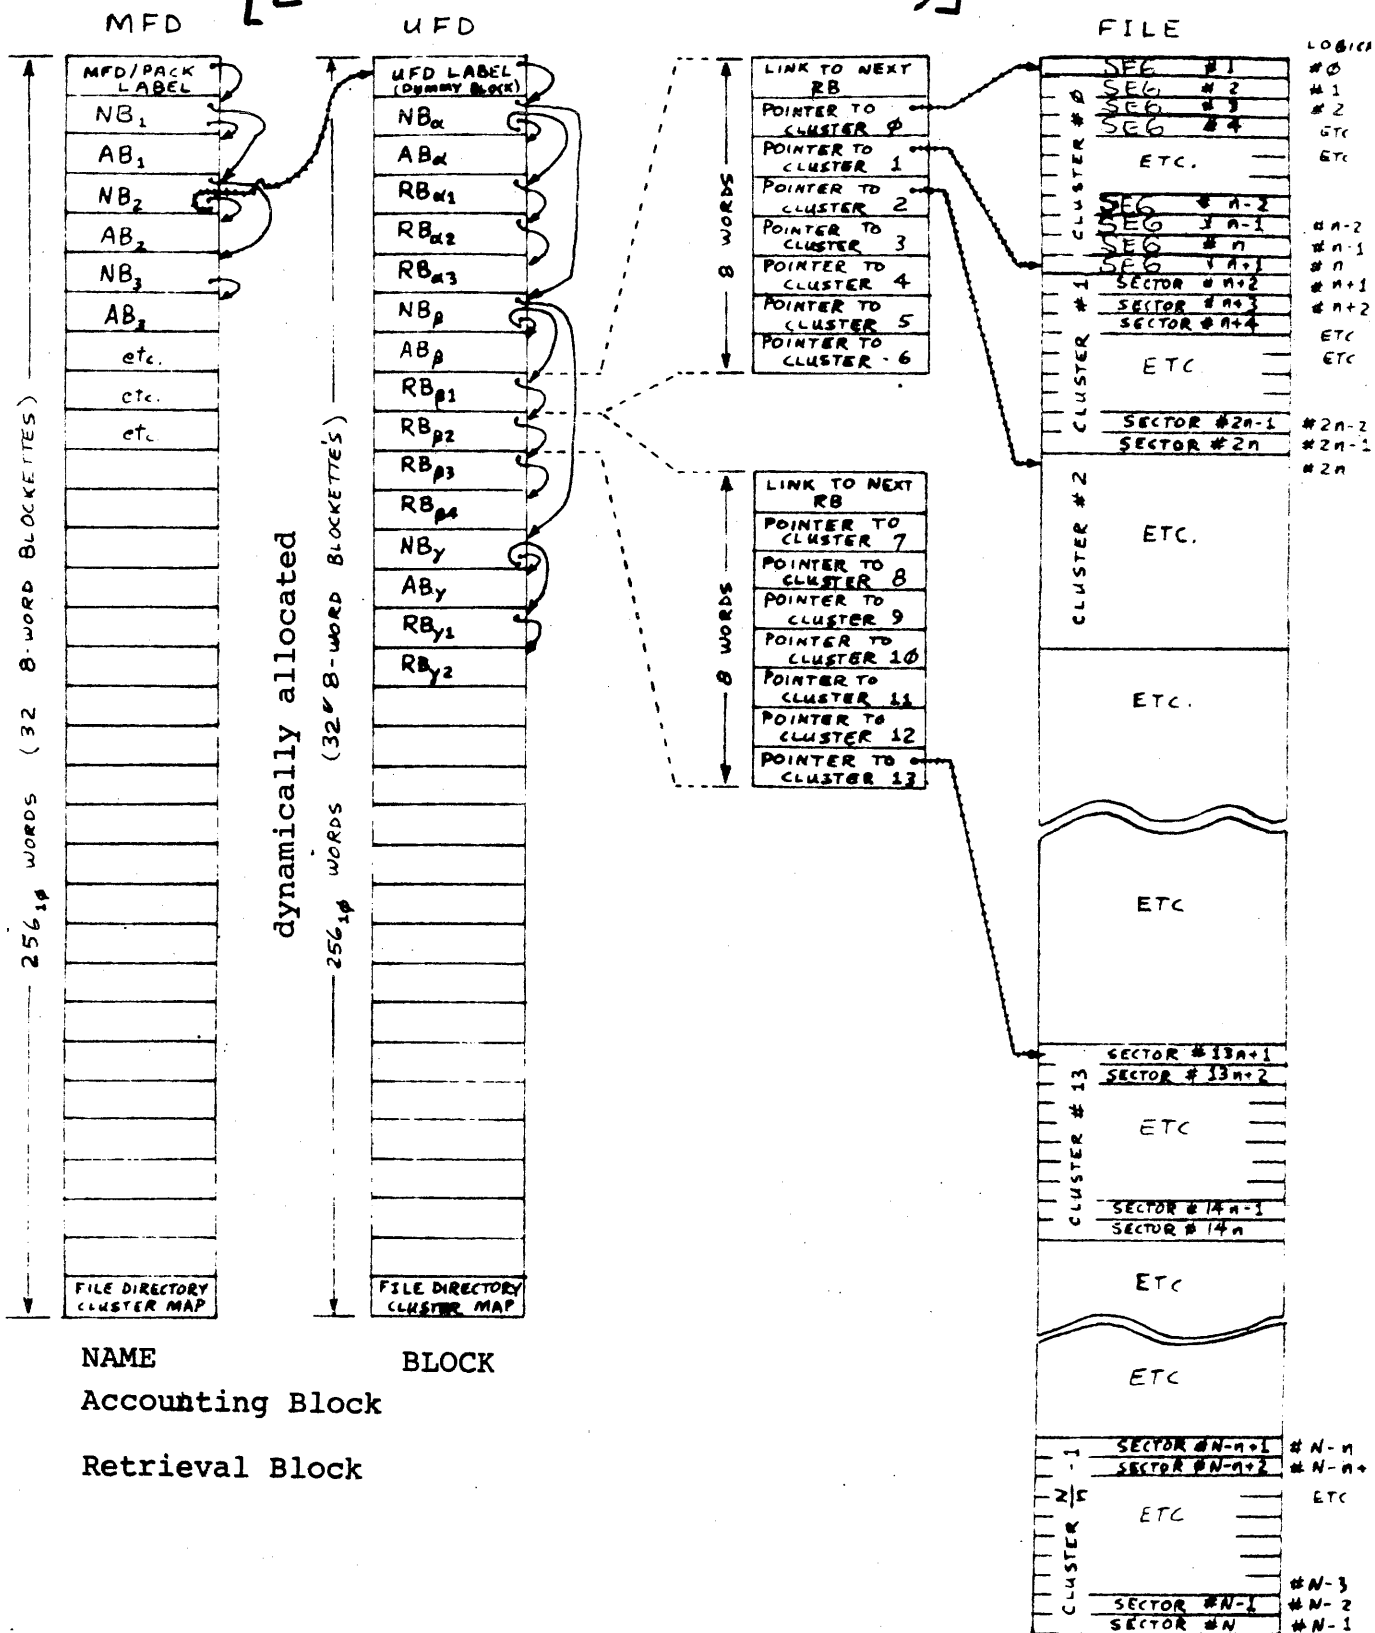 MFD
MFD/PACK
LABEL
NB1
AB1
NB2
AB2
NB3
AB3
etc.
etc.
etc.
FILE DIRECTORY
CLUSTER MAP
256₁ø WORDS (32 8-WORD BLOCKETTES)
dynamically allocated
UFD
UFD LABEL
(DUMMY BLOCK)
NBα
ABα
RBα1
RBα2
RBα3
NBβ
ABβ
RBβ1
RBβ2
RBβ3
RBβ4
NBγ
ABγ
RBγ1
RBγ2
FILE DIRECTORY
CLUSTER MAP
256₁ø WORDS (32 8-WORD BLOCKETTE'S)
8 WORDS
LINK TO NEXT
RB
POINTER TO
CLUSTER Ø
POINTER TO
CLUSTER 1
POINTER TO
CLUSTER 2
POINTER TO
CLUSTER 3
POINTER TO
CLUSTER 4
POINTER TO
CLUSTER 5
POINTER TO
CLUSTER - 6
8 WORDS
LINK TO NEXT
RB
POINTER TO
CLUSTER 7
POINTER TO
CLUSTER 8
POINTER TO
CLUSTER 9
POINTER TO
CLUSTER 1Ø
POINTER TO
CLUSTER 11
POINTER TO
CLUSTER 12
POINTER TO
CLUSTER 13
FILE
LOGICA
CLUSTER #Ø
SEG #1 #Ø
SEG #2 #1
SEG #3 #2
SEG #4 ETC
ETC. ETC
SEG #n-2
SEG #n-1 #n-2
SEG #n #n-1
SEG #n+1 #n
CLUSTER #1
SECTOR #n+2 #n+1
SECTOR #n+3 #n+2
SECTOR #n+4 ETC
ETC ETC
SECTOR #2n-1 #2n-2
SECTOR #2n #2n-1
#2n
CLUSTER #2
ETC.
ETC.
ETC
CLUSTER #13
SECTOR #13n+1
SECTOR #13n+2
ETC
SECTOR #14n-1
SECTOR #14n
ETC
ETC
CLUSTER N/n -1
SECTOR #N-n+1 #N-n
SECTOR #N-n+2 #N-n+
ETC ETC
#N-3
SECTOR #N-1 #N-2
SECTOR #N #N-1
NAME BLOCK
Accounting Block
Retrieval Block